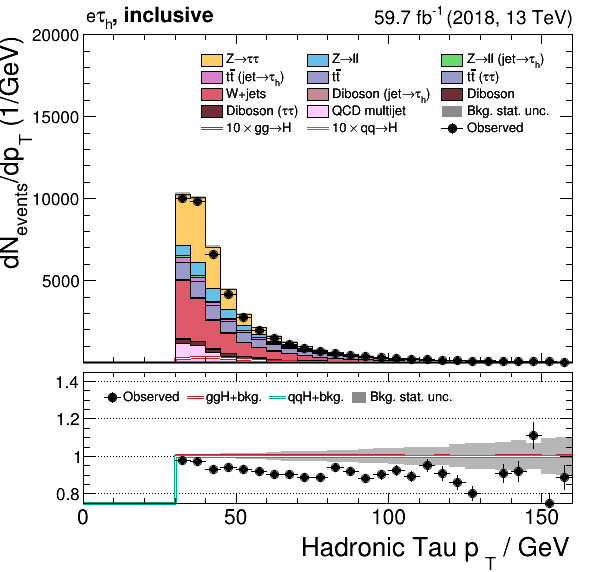 eτh, inclusive
59.7 fb-1 (2018, 13 TeV)
dNevents/dpT (1/GeV)
20000
15000
10000
5000
Z→ττ Z→ll Z→ll (jet→τh)
tt̄ (jet→τh) tt̄ tt̄ (ττ)
W+jets Diboson (jet→τh) Diboson
Diboson (ττ) QCD multijet Bkg. stat. unc.
10 × gg→H 10 × qq→H Observed
1.4
1.2
1
0.8
Observed ggH+bkg. qqH+bkg. Bkg. stat. unc.
0 50 100 150
Hadronic Tau p T / GeV